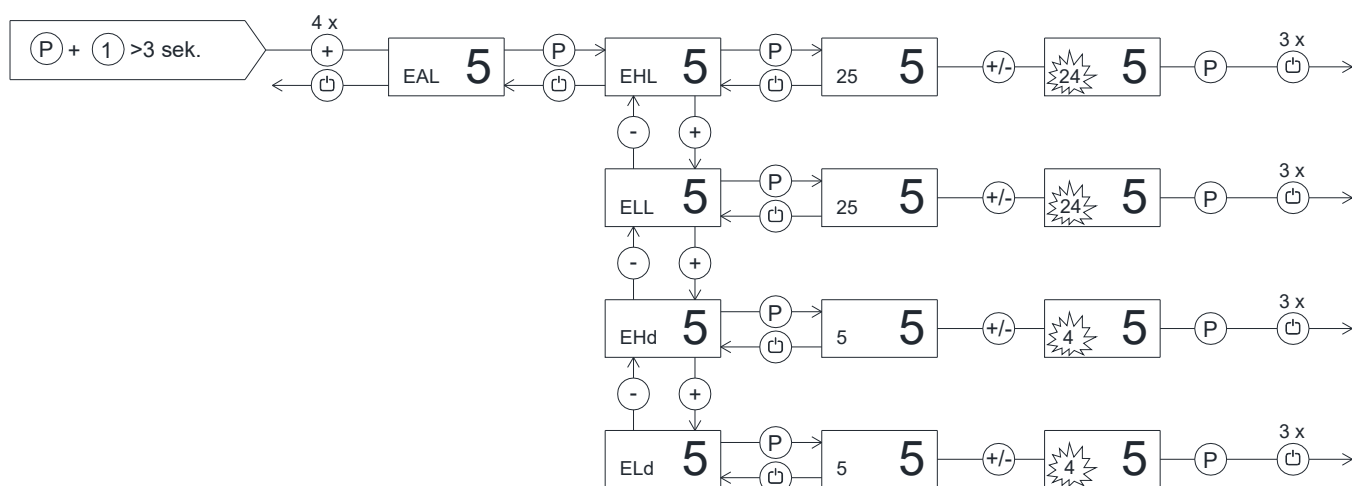 4 x
P + 1 >3 sek. + EAL 5 P EHL 5 P 25 5 +/- 24 5 P 3 x
- +
ELL 5 P 25 5 +/- 24 5 P 3 x
- +
EHd 5 P 5 5 +/- 4 5 P 3 x
- +
ELd 5 P 5 5 +/- 4 5 P 3 x